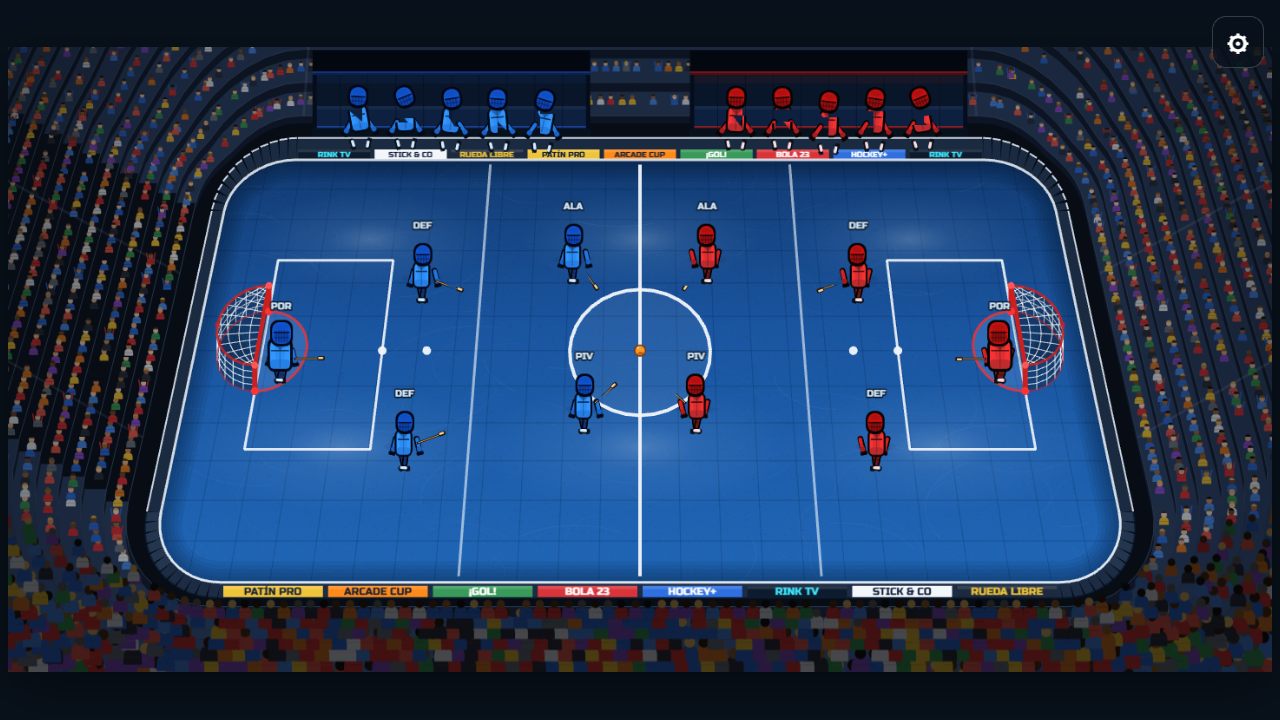 RINK TV STICK & CO RUEDA LIBRE PATÍN PRO ARCADE CUP ¡GOL! BOLA 23 HOCKEY+ RINK TV
ALA ALA
DEF DEF
POR POR
PIV PIV
DEF DEF
PATÍN PRO ARCADE CUP ¡GOL! BOLA 23 HOCKEY+ RINK TV STICK & CO RUEDA LIBRE